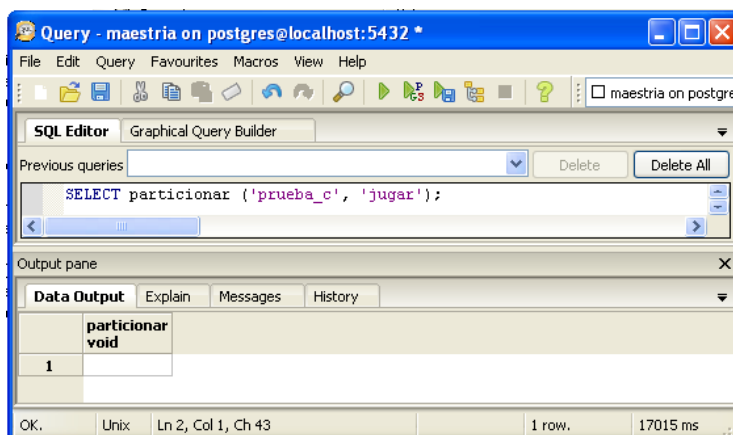 Query - maestria on postgres@localhost:5432 *
File Edit Query Favourites Macros View Help
maestria on postgre
SQL Editor Graphical Query Builder
Previous queries Delete Delete All
SELECT particionar ('prueba_c', 'jugar');
Output pane
Data Output Explain Messages History
particionar
void
1
OK. Unix Ln 2, Col 1, Ch 43 1 row. 17015 ms